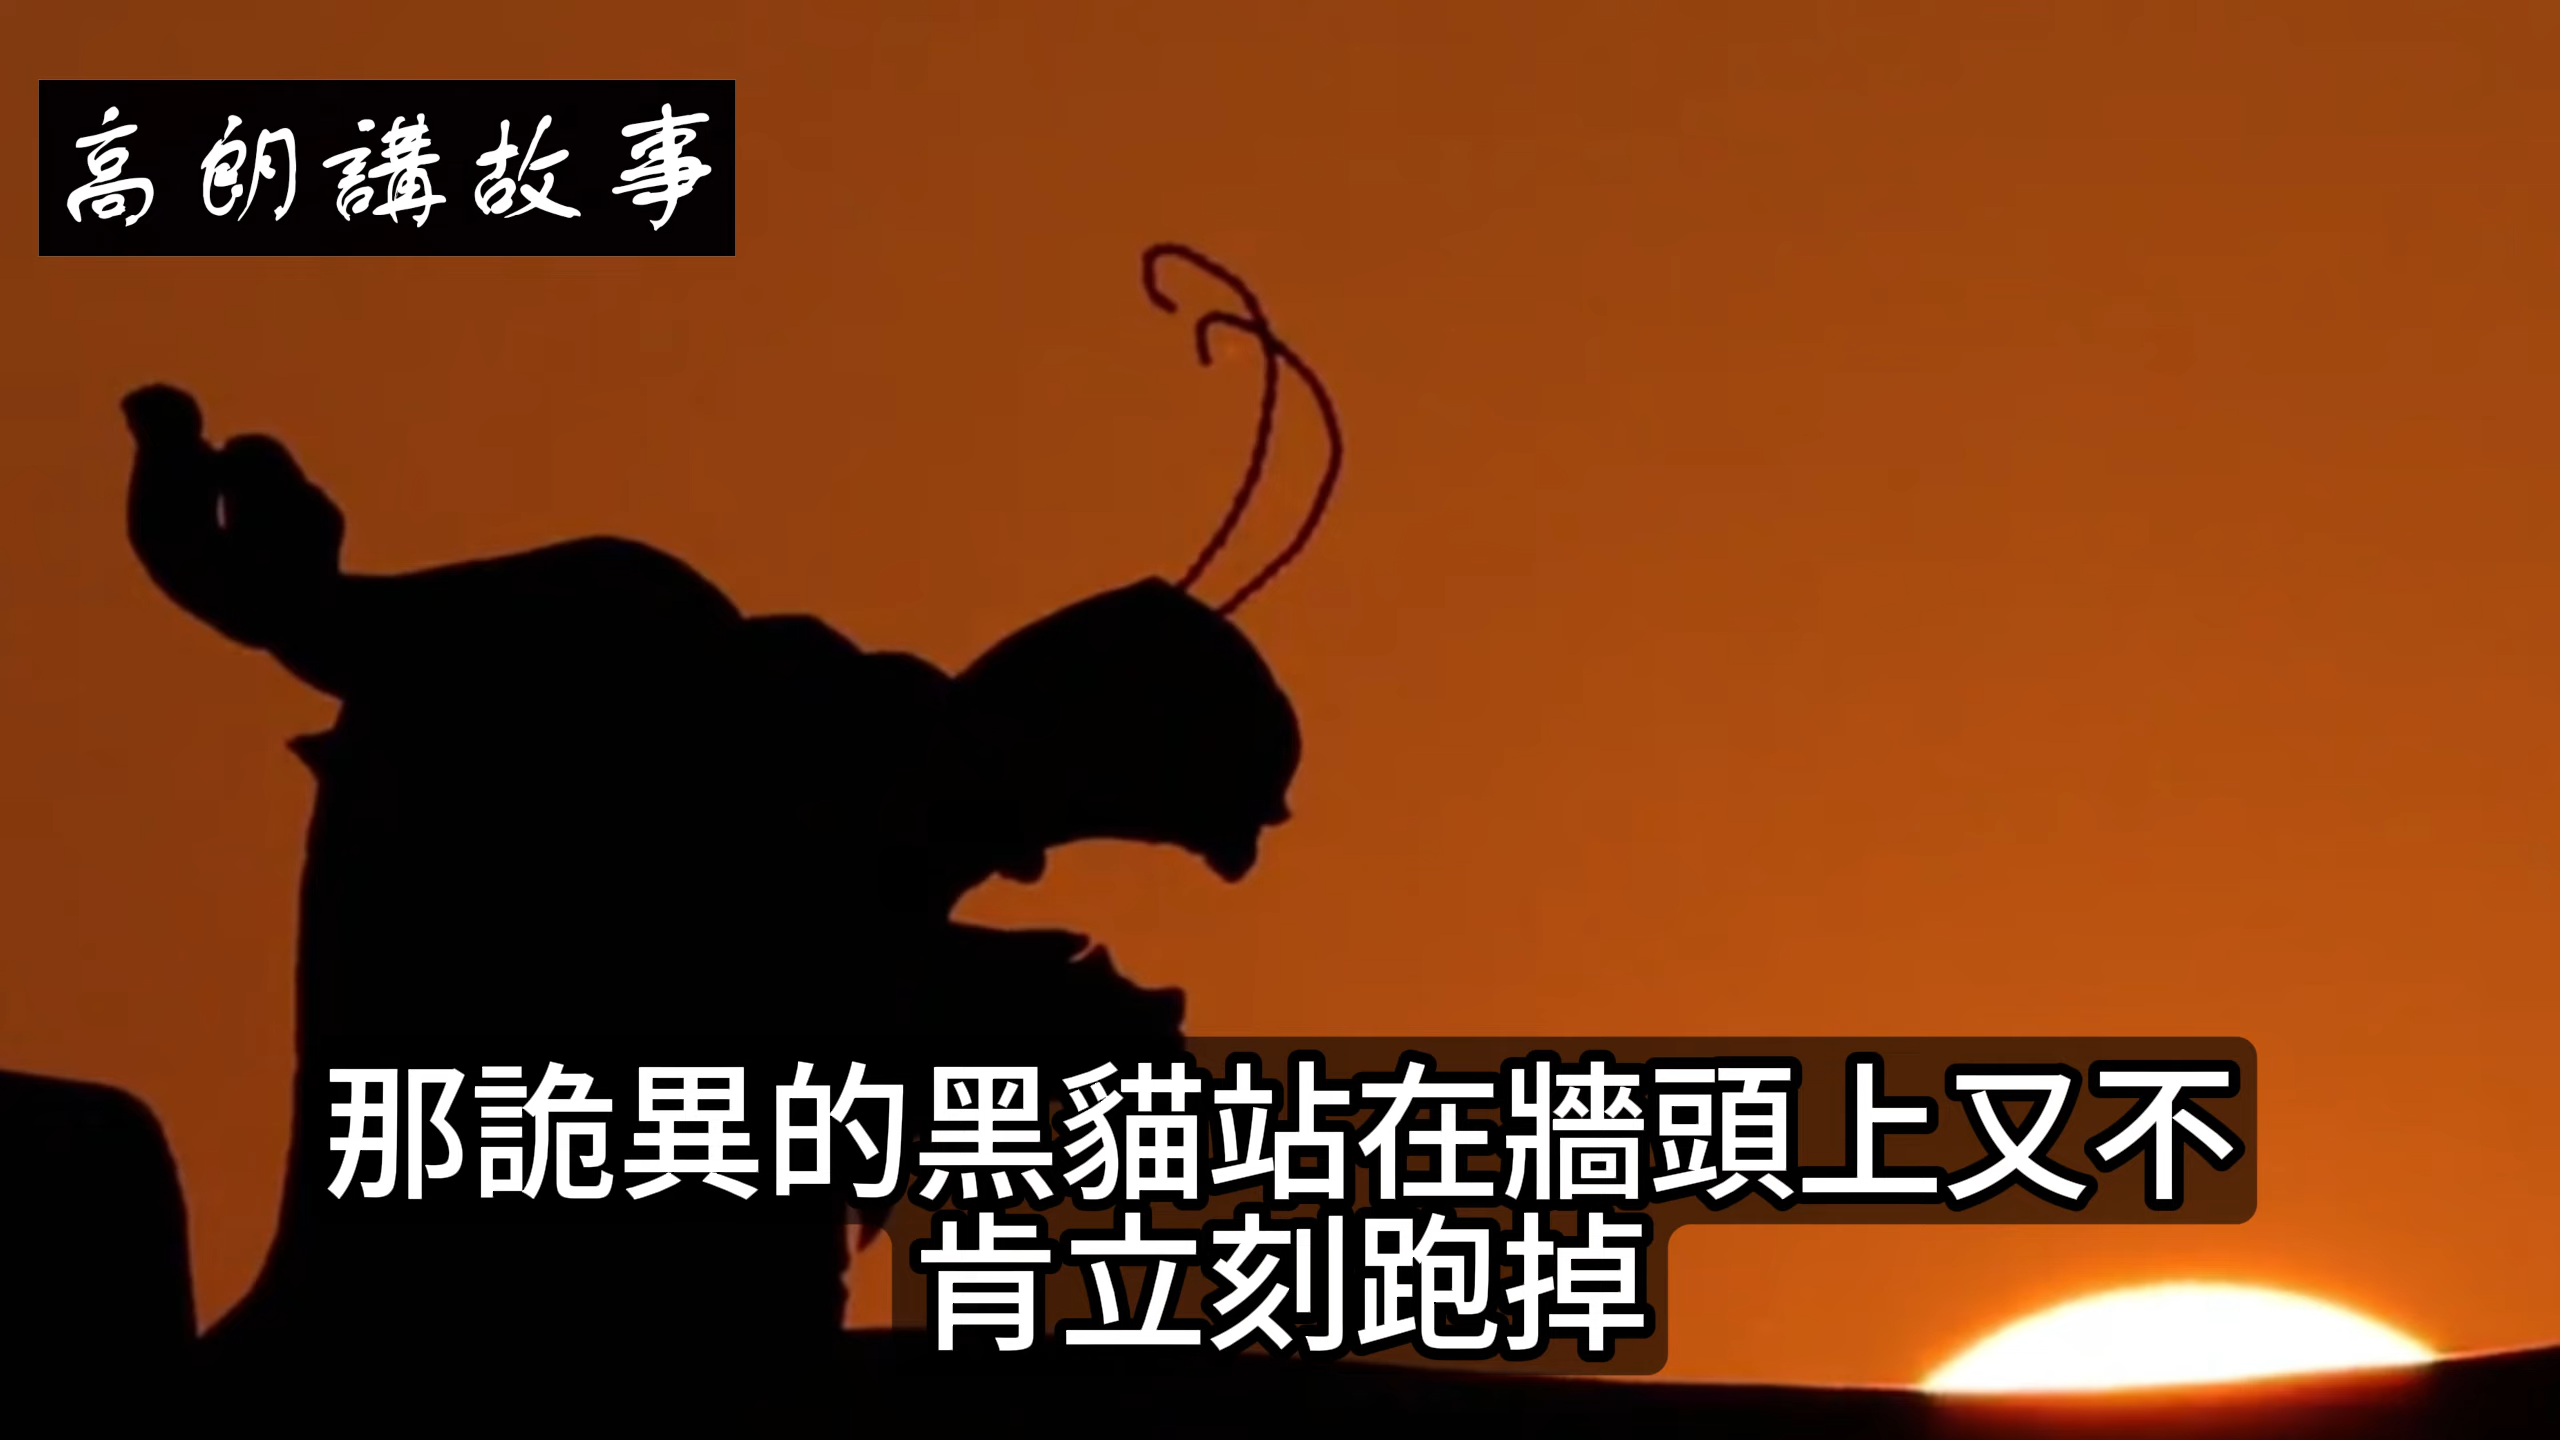 高朗講故事
那詭異的黑貓站在牆頭上又不
肯立刻跑掉